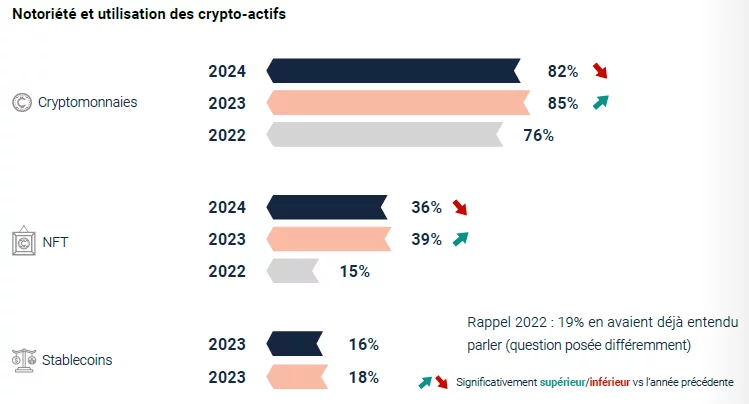 Notoriété et utilisation des crypto-actifs
2024 82%
Cryptomonnaies 2023 85%
2022 76%
2024 36%
NFT 2023 39%
2022 15%
2023 16%
Stablecoins
2023 18%
Rappel 2022 : 19% en avaient déjà entendu
parler (question posée différemment)
Significativement supérieur/inférieur vs l'année précédente